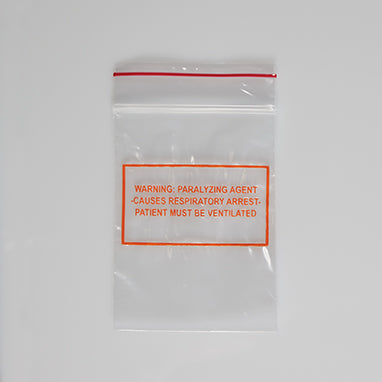 WARNING: PARALYZING AGENT
-CAUSES RESPIRATORY ARREST-
PATIENT MUST BE VENTILATED